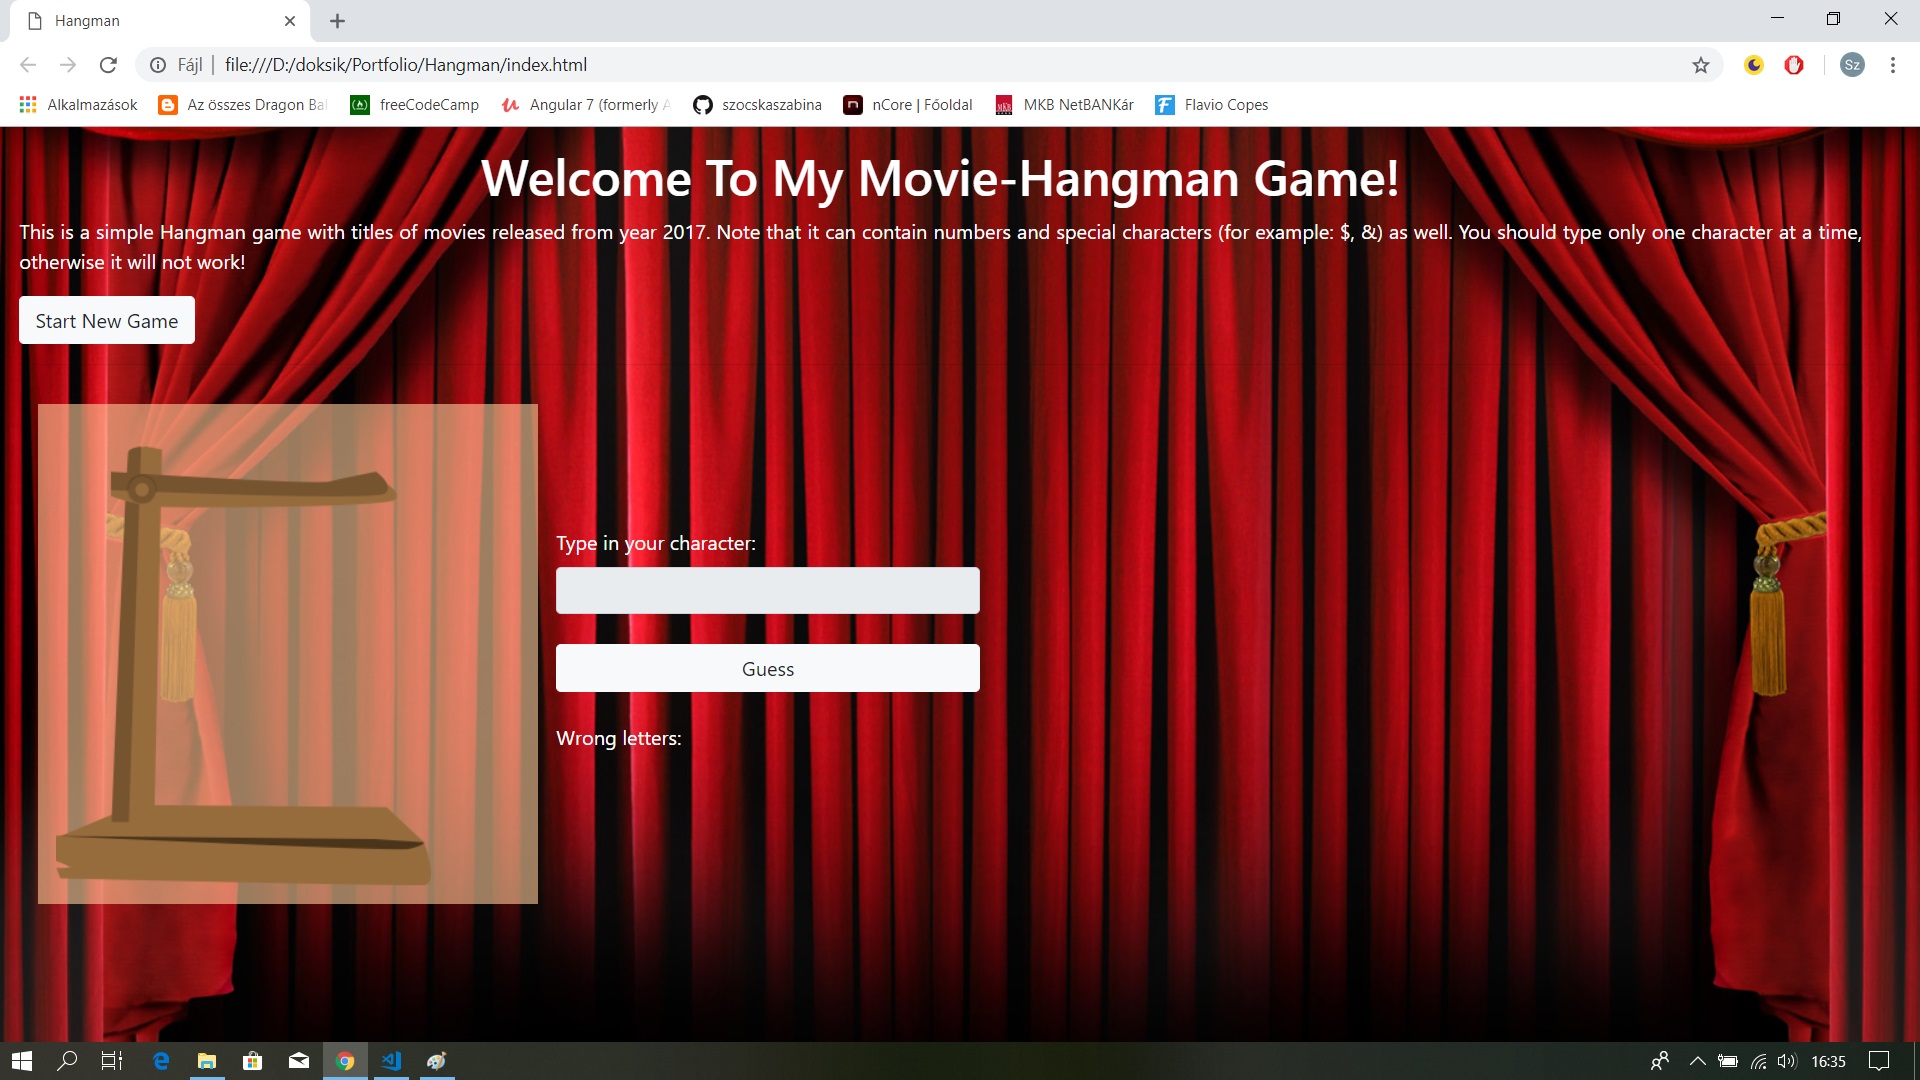 Hangman
Fájl | file:///D:/doksik/Portfolio/Hangman/index.html
Sz
Alkalmazások
Az összes Dragon Bal
freeCodeCamp
Angular 7 (formerly A
szocskaszabina
nCore | Főoldal
MKB NetBANKár
Flavio Copes
Welcome To My Movie-Hangman Game!
This is a simple Hangman game with titles of movies released from year 2017. Note that it can contain numbers and special characters (for example: $, &) as well. You should type only one character at a time,
otherwise it will not work!
Start New Game
Type in your character:
Guess
Wrong letters:
16:35